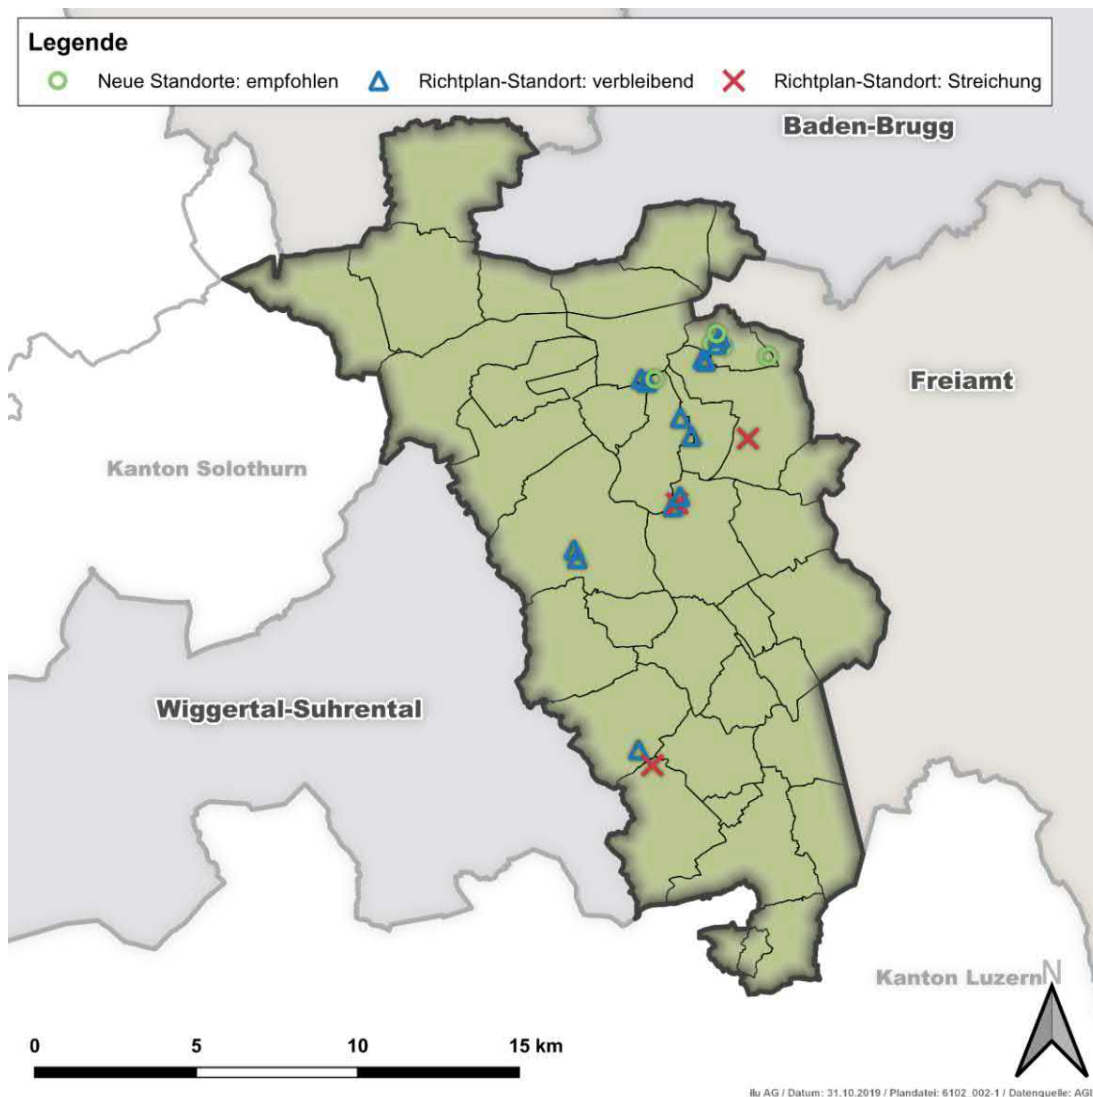 Legende
Neue Standorte: empfohlen Richtplan-Standort: verbleibend Richtplan-Standort: Streichung
Baden-Brugg
Freiamt
Kanton Solothurn
Wiggertal-Suhrental
Kanton Luzern
N
0 5 10 15 km
ilu AG / Datum: 31.10.2019 / Plandatei: 6102_002-1 / Datenquelle: AGI